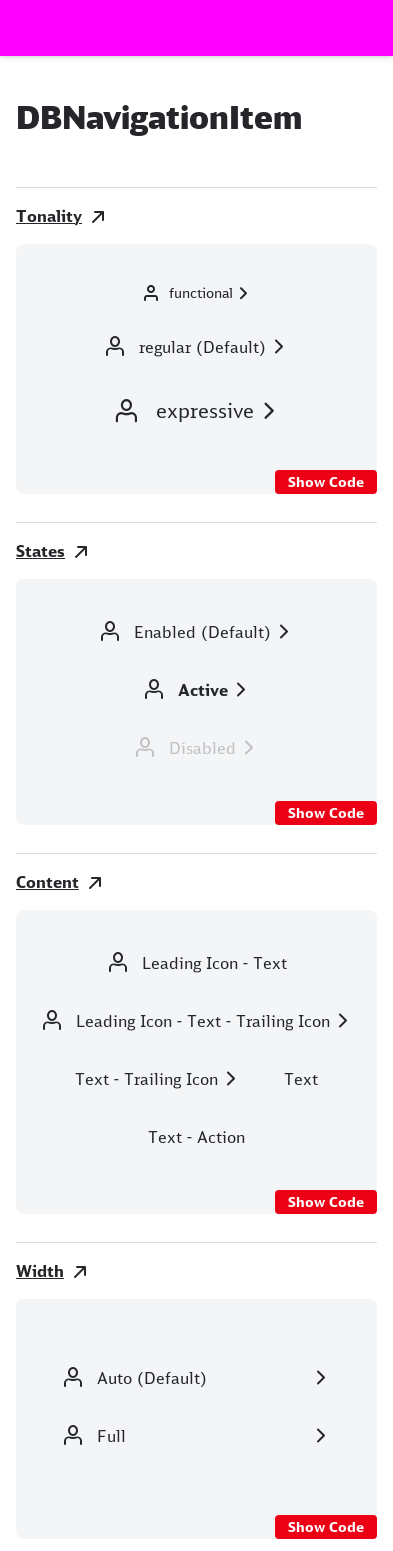 DBNavigationItem
Tonality
functional
regular (Default)
expressive
Show Code
States
Enabled (Default)
Active
Disabled
Show Code
Content
Leading Icon - Text
Leading Icon - Text - Trailing Icon
Text - Trailing Icon Text
Text - Action
Show Code
Width
Auto (Default)
Full
Show Code